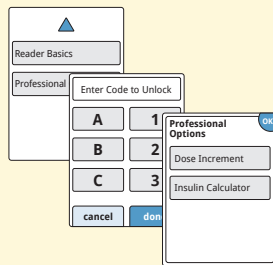 Reader Basics
Professional
Enter Code to Unlock
A
1
B
2
C
3
cancel
don
Professional
Options
OK
Dose Increment
Insulin Calculator